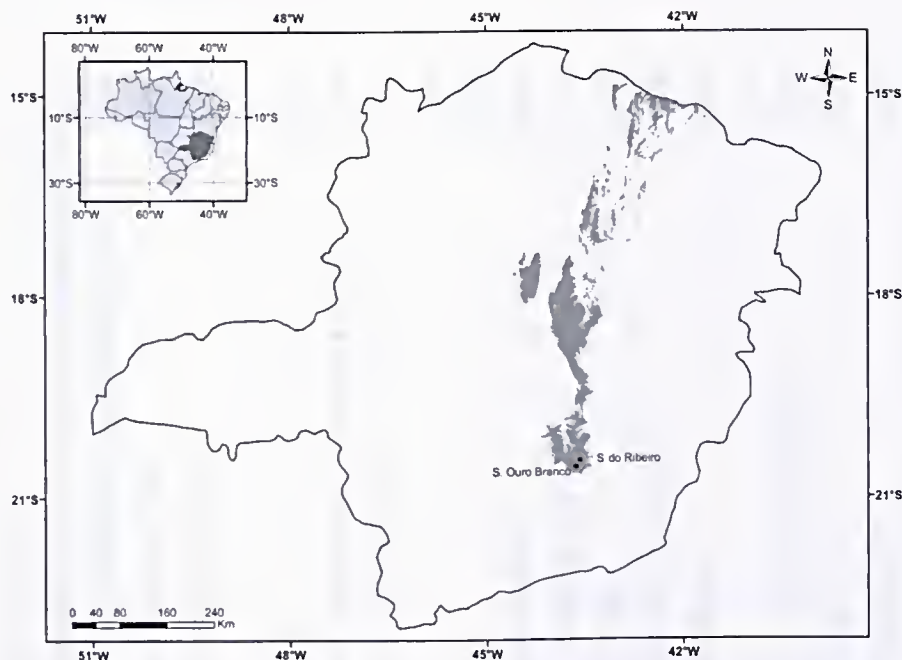 51°W 48°W 45°W 42°W
80°W 60°W 40°W
N
W E
S
15°S 15°S
10°S 10°S
30°S 30°S
80°W 60°W 40°W
18°S 18°S
S do Ribeiro
S. Ouro Branco
21°S 21°S
0 40 80 160 240
Km
51°W 48°W 45°W 42°W